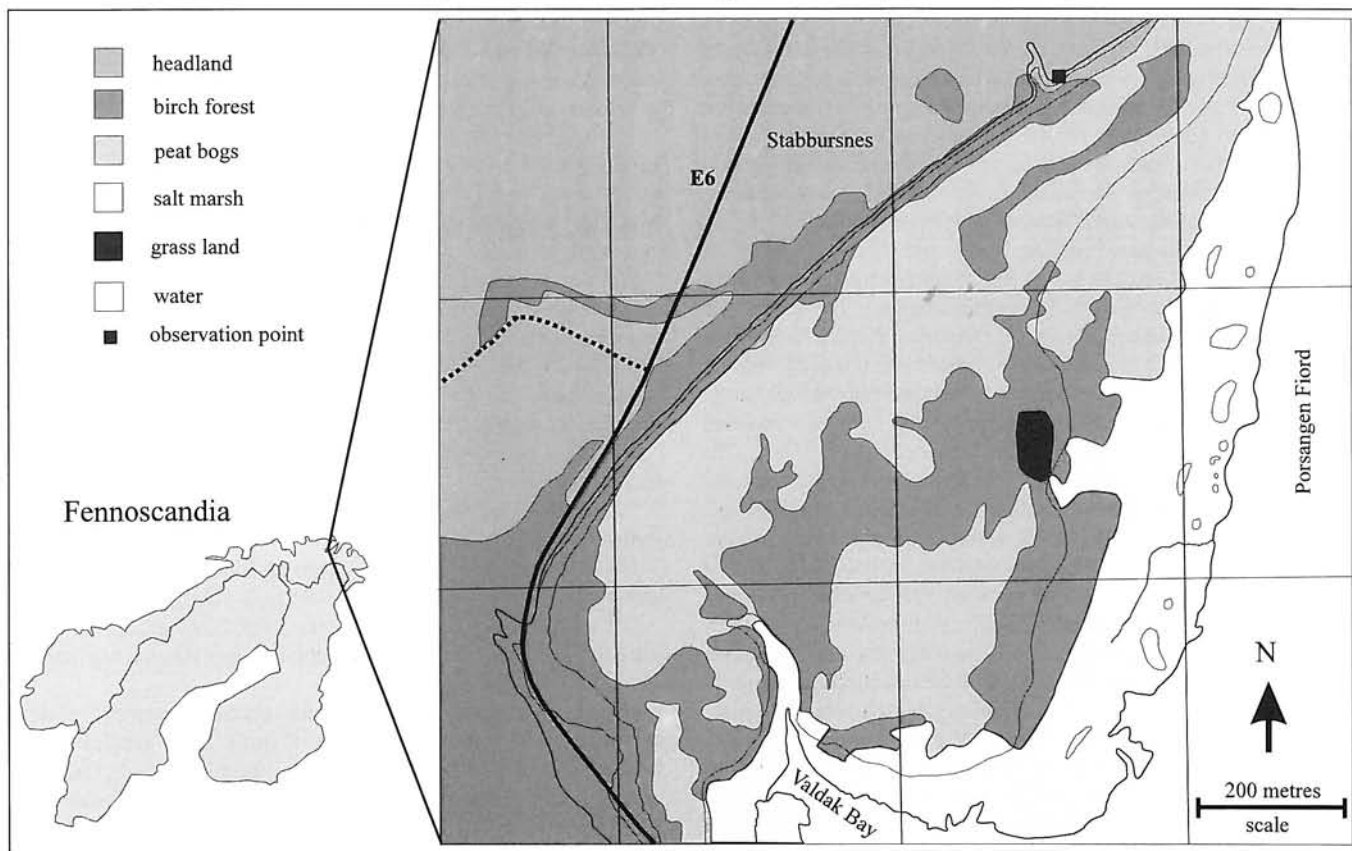 headland
birch forest
peat bogs
salt marsh
grass land
water
observation point
Fennoscandia
Stabbursnes
E6
Porsangen Fiord
Valdak Bay
N
200 metres
scale